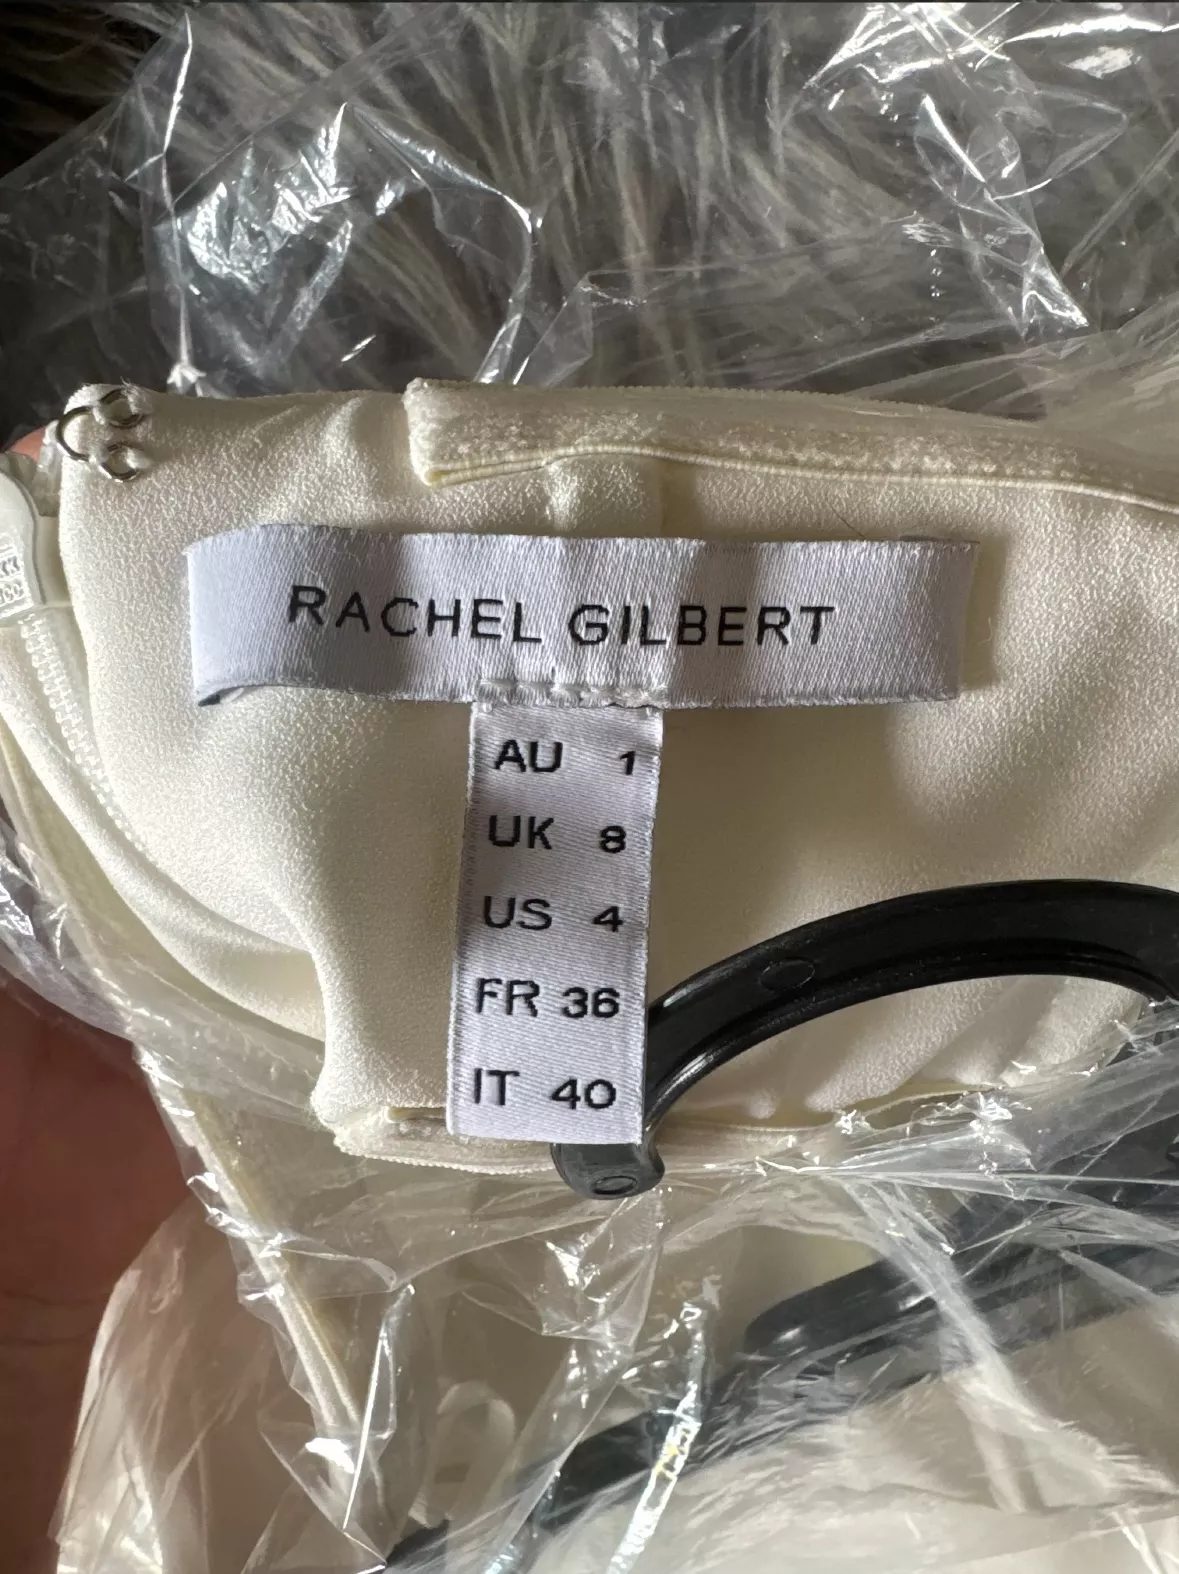 RACHEL GILBERT
AU 1
UK 8
US 4
FR 36
IT 40